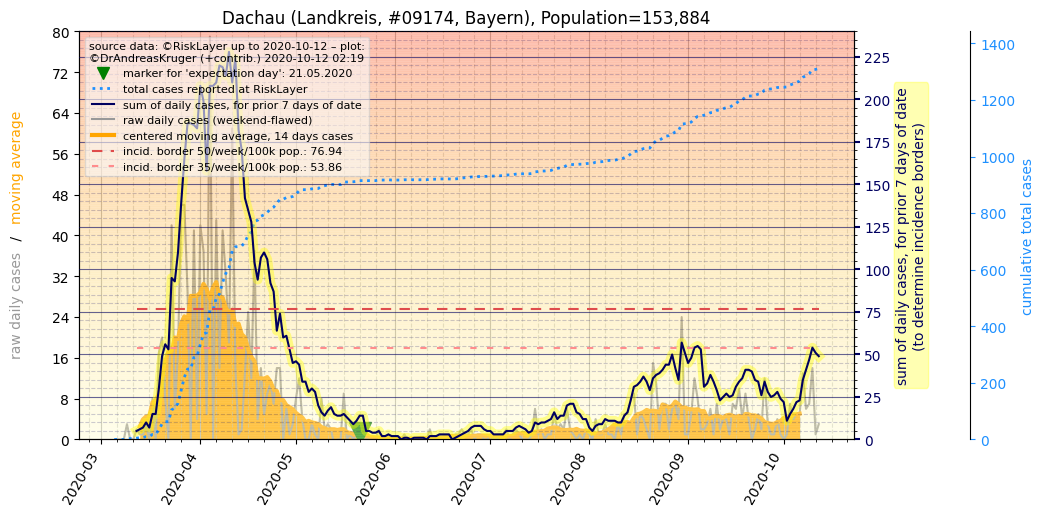 Dachau (Landkreis, #09174, Bayern), Population=153,884
source data: ©RiskLayer up to 2020-10-12 – plot:
©DrAndreasKruger (+contrib.) 2020-10-12 02:19
marker for 'expectation day': 21.05.2020
total cases reported at RiskLayer
sum of daily cases, for prior 7 days of date
raw daily cases (weekend-flawed)
centered moving average, 14 days cases
incid. border 50/week/100k pop.: 76.94
incid. border 35/week/100k pop.: 53.86
raw daily cases / moving average
80
72
64
56
48
40
32
24
16
8
0
2020-03
2020-04
2020-05
2020-06
2020-07
2020-08
2020-09
2020-10
225
200
175
150
125
100
75
50
25
0
sum of daily cases, for prior 7 days of date
(to determine incidence borders)
1400
1200
1000
800
600
400
200
0
cumulative total cases